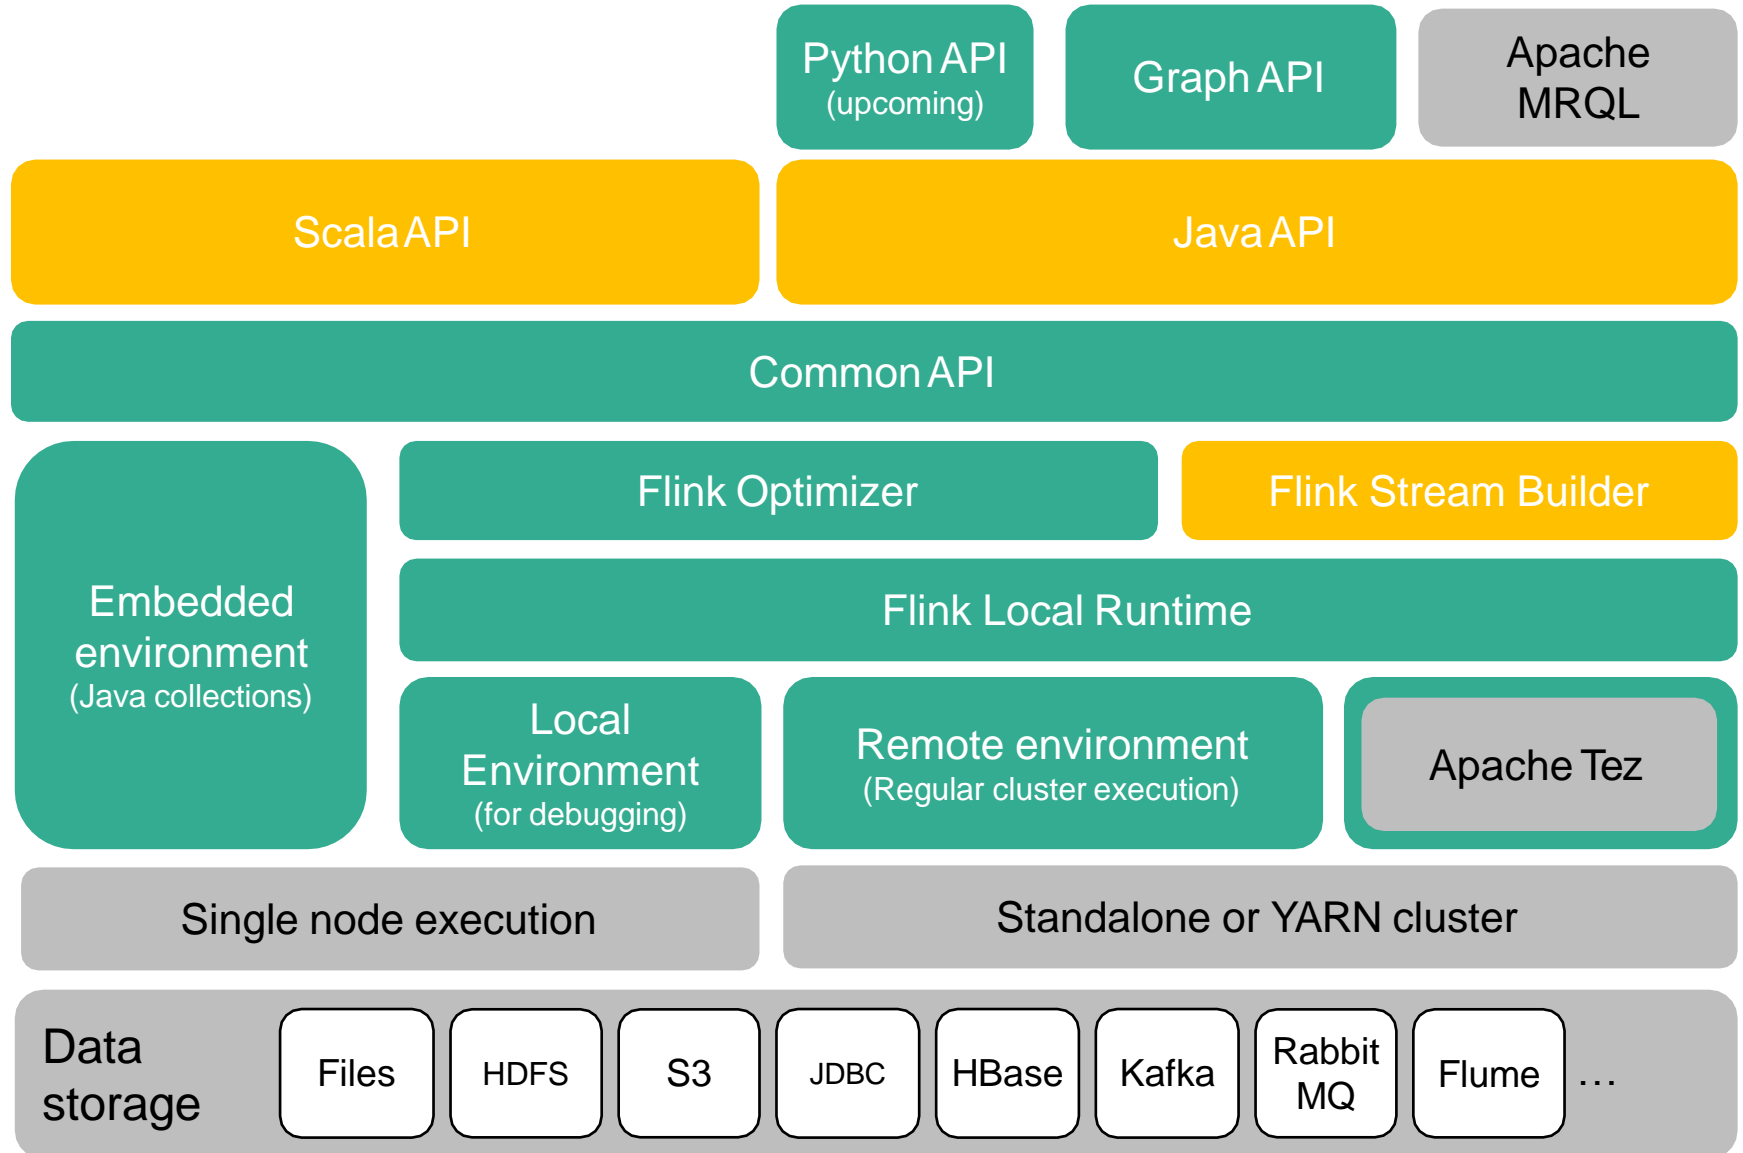 Python API
(upcoming)
Graph API
Apache
MRQL
Scala API
Java API
Common API
Flink Optimizer
Flink Stream Builder
Embedded
environment
(Java collections)
Flink Local Runtime
Local
Environment
(for debugging)
Remote environment
(Regular cluster execution)
Apache Tez
Single node execution
Standalone or YARN cluster
Data
storage
Files
HDFS
S3
JDBC
HBase
Kafka
Rabbit
MQ
Flume
...